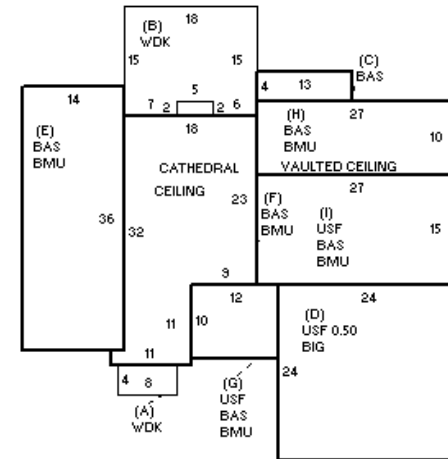 18
(B)
WDK
15
15
5
7 2
2 6
(C)
BAS
4 13
14
(E)
BAS
BMU
27
(H)
BAS
BMU
10
VAULTED CEILING
18
CATHEDRAL
CEILING
27
23
(F)
BAS
BMU
(I)
USF
BAS
BMU
15
36
32
9
12
10
24
(D)
USF 0.50
BIG
24
11
11
4 8
(A)
WDK
(G)
USF
BAS
BMU